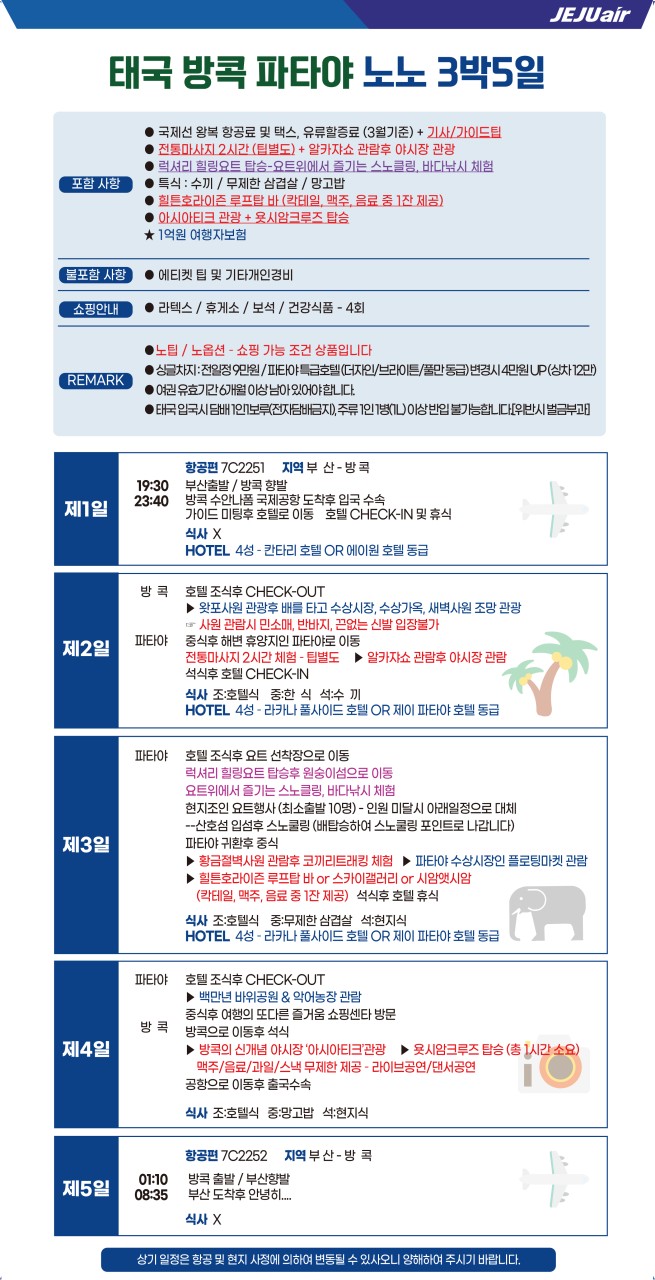 JEJUair
태국 방콕 파타야 노노 3박5일
포함 사항
● 국제선 왕복 항공료 및 택스, 유류할증료 (3월기준) + 기사/가이드팁
● 전통마사지 2시간 (팁별도) + 알카자쇼 관람후 야시장 관광
● 럭셔리 힐링요트 탑승-요트위에서 즐기는 스노클링, 바다낚시 체험
● 특식 : 수끼 / 무제한 삼겹살 / 망고밥
● 힐튼호라이즌 루프탑 바 (칵테일, 맥주, 음료 중 1잔 제공)
● 아시아티크 관광 + 욧시암크루즈 탑승
★ 1억원 여행자보험
불포함 사항
● 에티켓 팁 및 기타개인경비
쇼핑안내
● 라텍스 / 휴게소 / 보석 / 건강식품 - 4회
REMARK
● 노팁 / 노옵션 - 쇼핑 가능 조건 상품입니다
● 싱글차지 : 전일정 9만원 / 파타야 특급호텔 (더자인/브라이튼/풀만 동급) 변경시 4만원 UP (싱차 12만)
● 여권 유효기간 6개월 이상 남아 있어야 합니다.
● 태국 입국시 담배 1인1보루(전자담배금지), 주류 1인 1병(1L) 이상 반입 불가능합니다.[위반시 벌금부과]
제1일
항공편 7C2251 지역 부 산 - 방 콕
19:30 부산출발 / 방콕 향발
23:40 방콕 수안나폼 국제공항 도착후 입국 수속
가이드 미팅후 호텔로 이동 호텔 CHECK-IN 및 휴식
식사 X
HOTEL 4성 - 칸타리 호텔 OR 에이원 호텔 동급
제2일
방 콕 호텔 조식후 CHECK-OUT
▶ 왓포사원 관광후 배를 타고 수상시장, 수상가옥, 새벽사원 조망 관광
☞ 사원 관람시 민소매, 반바지, 끈없는 신발 입장불가
파타야 중식후 해변 휴양지인 파타야로 이동
전통마사지 2시간 체험 - 팁별도 ▶ 알카자쇼 관람후 야시장 관람
석식후 호텔 CHECK-IN
식사 조:호텔식 중:한 식 석:수 끼
HOTEL 4성 - 라카나 풀사이드 호텔 OR 제이 파타야 호텔 동급
제3일
파타야 호텔 조식후 요트 선착장으로 이동
럭셔리 힐링요트 탑승후 원숭이섬으로 이동
요트위에서 즐기는 스노클링, 바다낚시 체험
현지조인 요트행사 (최소출발 10명) - 인원 미달시 아래일정으로 대체
--산호섬 입섬후 스노쿨링 (배탑승하여 스노쿨링 포인트로 나갑니다)
파타야 귀환후 중식
▶ 황금절벽사원 관람후 코끼리트래킹 체험 ▶ 파타야 수상시장인 플로팅마켓 관람
▶ 힐튼호라이즌 루프탑 바 or 스카이갤러리 or 시암앳시암
(칵테일, 맥주, 음료 중 1잔 제공) 석식후 호텔 휴식
식사 조:호텔식 중:무제한 삼겹살 석:현지식
HOTEL 4성 - 라카나 풀사이드 호텔 OR 제이 파타야 호텔 동급
제4일
파타야 호텔 조식후 CHECK-OUT
▶ 백만년 바위공원 & 악어농장 관람
중식후 여행의 또다른 즐거움 쇼핑센타 방문
방 콕 방콕으로 이동후 석식
▶ 방콕의 신개념 야시장 '아시아티크'관광 ▶ 욧시암크루즈 탑승 (총 1시간 소요)
맥주/음료/과일/스낵 무제한 제공 - 라이브공연/댄서공연
공항으로 이동후 출국수속
식사 조:호텔식 중:망고밥 석:현지식
제5일
항공편 7C2252 지역 부 산 - 방 콕
01:10 방콕 출발 / 부산향발
08:35 부산 도착후 안녕히....
식사 X
상기 일정은 항공 및 현지 사정에 의하여 변동될 수 있사오니 양해하여 주시기 바랍니다.